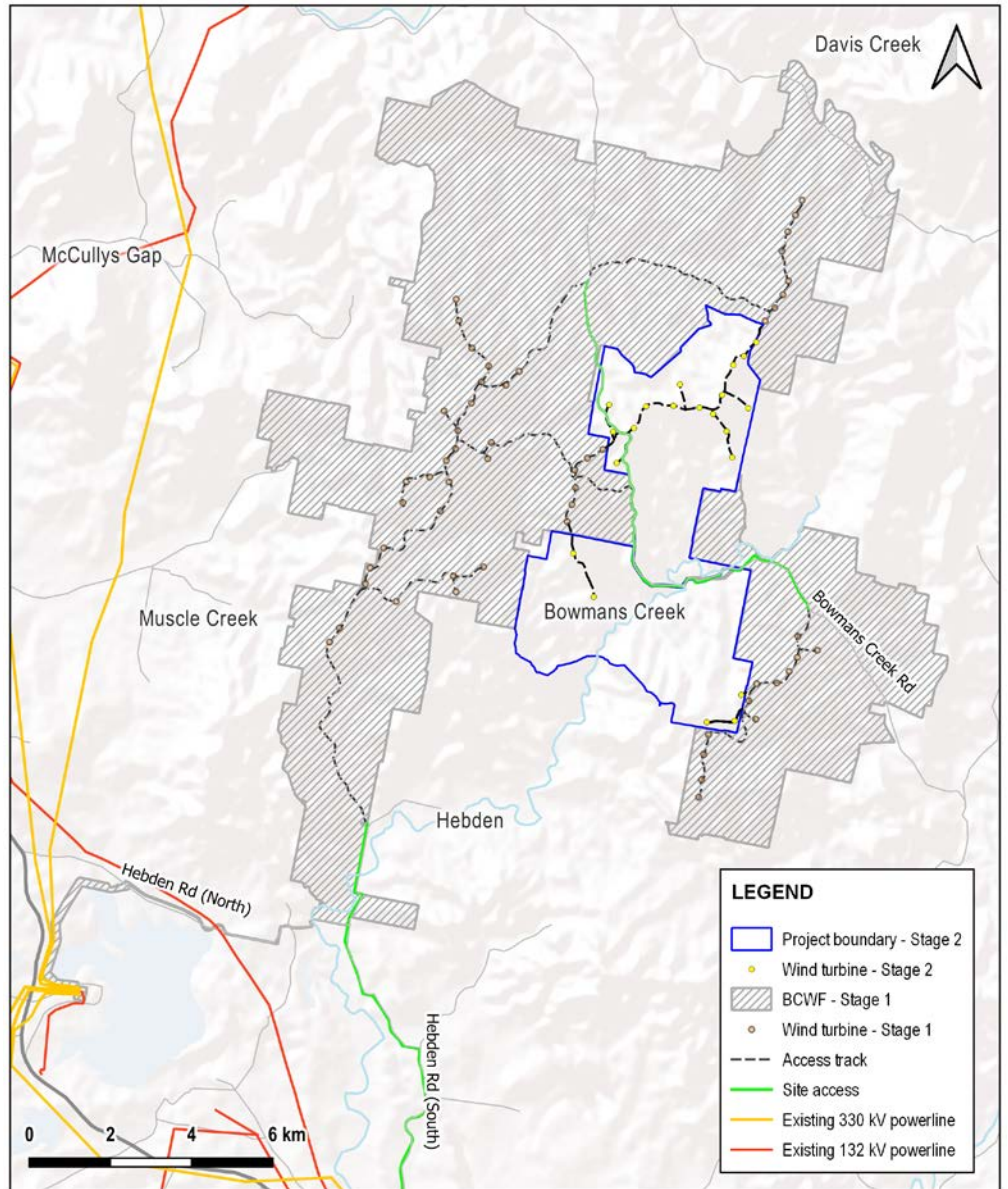 Davis Creek
McCullys Gap
Muscle Creek
Bowmans Creek
Bowmans Creek Rd
Hebden
Hebden Rd (North)
Hebden Rd (South)
0 2 4 6 km
LEGEND
Project boundary - Stage 2
Wind turbine - Stage 2
BCWF - Stage 1
Wind turbine - Stage 1
Access track
Site access
Existing 330 kV powerline
Existing 132 kV powerline